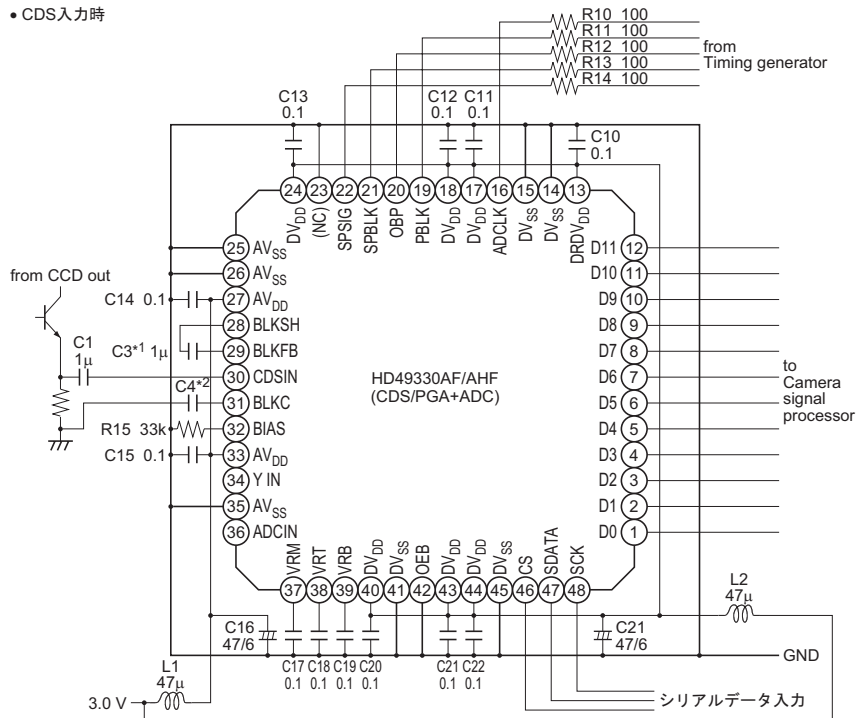 • CDS入力時
R10 100
R11 100
R12 100
R13 100
R14 100
from
Timing generator
C13
0.1
C12
0.1
C11
0.1
C10
0.1
24
23
22
21
20
19
18
17
16
15
14
13
DVDD
(NC)
SPSIG
SPBLK
OBP
PBLK
DVDD
DVDD
ADCLK
DVSS
DVSS
DRDVDD
from CCD out
C14 0.1
C1
1μ
C3*1 1μ
C4*2
R15 33k
C15 0.1
25 AVSS
26 AVSS
27 AVDD
28 BLKSH
29 BLKFB
30 CDSIN
31 BLKC
32 BIAS
33 AVDD
34 Y IN
35 AVSS
36 ADCIN
HD49330AF/AHF
(CDS/PGA+ADC)
D11 12
D10 11
D9 10
D8 9
D7 8
D6 7
D5 6
D4 5
D3 4
D2 3
D1 2
D0 1
to
Camera
signal
processor
VRM
VRT
VRB
DVDD
DVSS
OEB
DVDD
DVDD
DVSS
CS
SDATA
SCK
37
38
39
40
41
42
43
44
45
46
47
48
L2
47μ
C16
47/6
C17
0.1
C18
0.1
C19
0.1
C20
0.1
C21
0.1
C22
0.1
C21
47/6
GND
L1
47μ
3.0 V
シリアルデータ入力